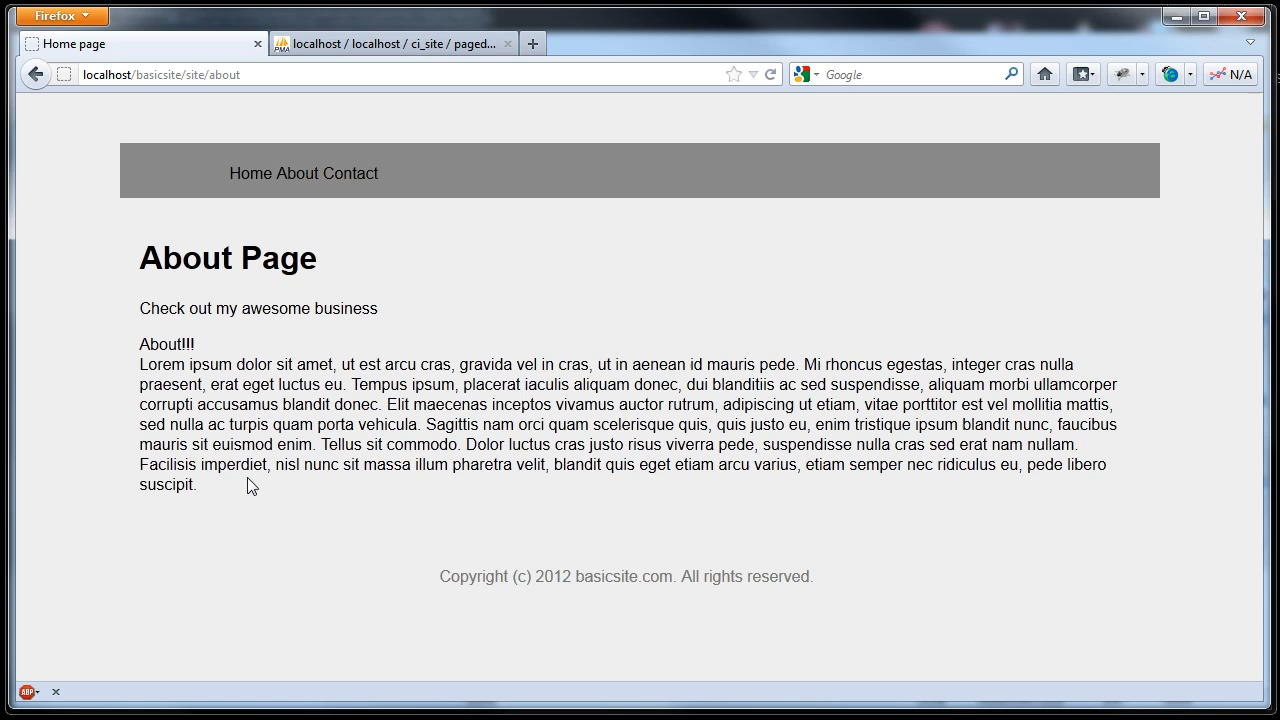 Firefox
Home page
localhost / localhost / ci_site / paged...
localhost/basicsite/site/about
Google
N/A
Home About Contact
About Page
Check out my awesome business
About!!!
Lorem ipsum dolor sit amet, ut est arcu cras, gravida vel in cras, ut in aenean id mauris pede. Mi rhoncus egestas, integer cras nulla
praesent, erat eget luctus eu. Tempus ipsum, placerat iaculis aliquam donec, dui blanditiis ac sed suspendisse, aliquam morbi ullamcorper
corrupti accusamus blandit donec. Elit maecenas inceptos vivamus auctor rutrum, adipiscing ut etiam, vitae porttitor est vel mollitia mattis,
sed nulla ac turpis quam porta vehicula. Sagittis nam orci quam scelerisque quis, quis justo eu, enim tristique ipsum blandit nunc, faucibus
mauris sit euismod enim. Tellus sit commodo. Dolor luctus cras justo risus viverra pede, suspendisse nulla cras sed erat nam nullam.
Facilisis imperdiet, nisl nunc sit massa illum pharetra velit, blandit quis eget etiam arcu varius, etiam semper nec ridiculus eu, pede libero
suscipit.
Copyright (c) 2012 basicsite.com. All rights reserved.
ABP